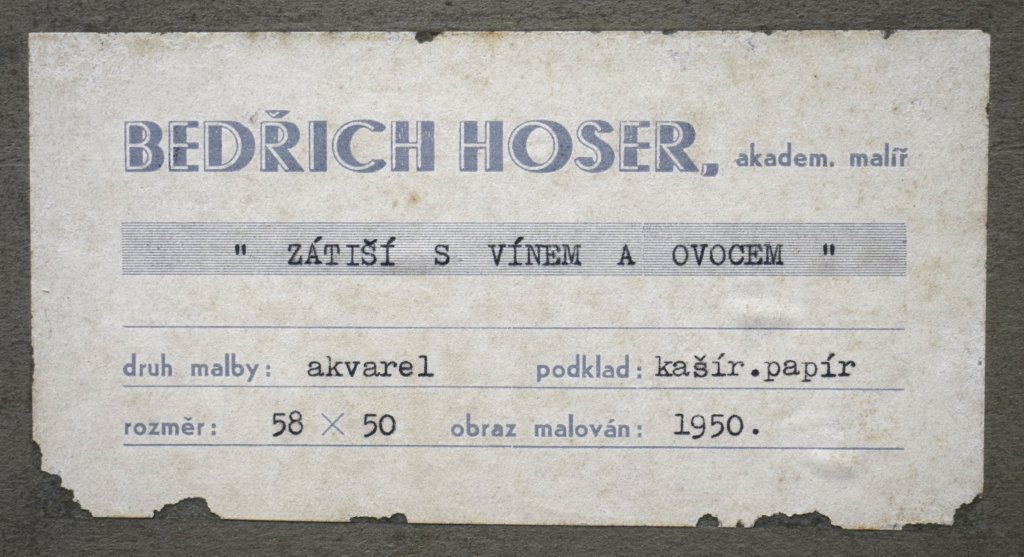 BEDŘICH HOSER, akadem. malíř
" ZÁTIŠÍ S VÍNEM A OVOCEM "
druh malby: akvarel podklad: kašír.papír
rozměr: 58 × 50 obraz malován: 1950.